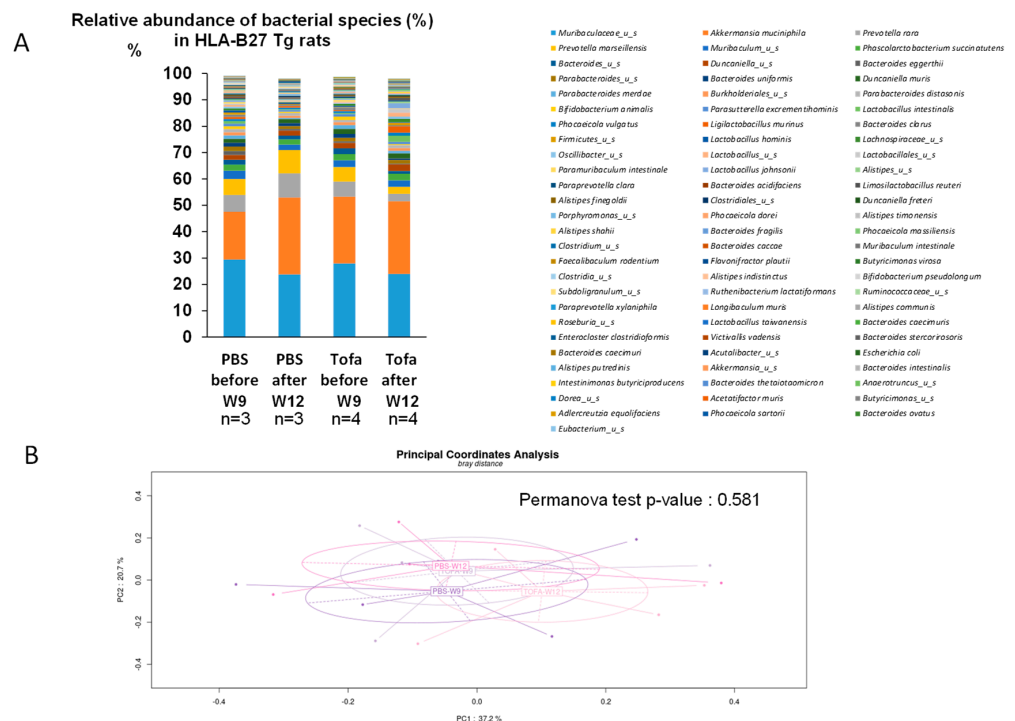 Relative abundance of bacterial species (%)
in HLA-B27 Tg rats
A
%
100
90
80
70
60
50
40
30
20
10
0
PBS before W9 n=3
PBS after W12 n=3
Tofa before W9 n=4
Tofa after W12 n=4
Muribaculaceae_u_s
Akkermansia muciniphila
Prevotella rara
Prevotella marseillensis
Muribaculum_u_s
Phascolarctobacterium succinatutens
Bacteroides_u_s
Duncaniella_u_s
Bacteroides eggerthii
Parabacteroides_u_s
Bacteroides uniformis
Duncaniella muris
Parabacteroides merdae
Burkholderiales_u_s
Parabacteroides distasonis
Bifidobacterium animalis
Parasutterella excrementihominis
Lactobacillus intestinalis
Phocaeicola vulgatus
Ligilactobacillus murinus
Bacteroides clarus
Firmicutes_u_s
Lactobacillus hominis
Lachnospiraceae_u_s
Oscillibacter_u_s
Lactobacillus_u_s
Lactobacillales_u_s
Paramuribaculum intestinale
Lactobacillus johnsonii
Alistipes_u_s
Paraprevotella clara
Bacteroides acidifaciens
Limosilactobacillus reuteri
Alistipes finegoldii
Clostridiales_u_s
Duncaniella freteri
Porphyromonas_u_s
Phocaeicola dorei
Alistipes timonensis
Alistipes shahii
Bacteroides fragilis
Phocaeicola massiliensis
Clostridium_u_s
Bacteroides caccae
Muribaculum intestinale
Faecalibaculum rodentium
Flavonifractor plautii
Butyricimonas virosa
Clostridia_u_s
Alistipes indistinctus
Bifidobacterium pseudolongum
Subdoligranulum_u_s
Ruthenibacterium lactatiformans
Ruminococcaceae_u_s
Paraprevotella xylaniphila
Longibaculum muris
Alistipes communis
Roseburia_u_s
Lactobacillus taiwanensis
Bacteroides caecimuris
Enterocloster clostridioformis
Victivallis vadensis
Bacteroides stercorirosoris
Bacteroides caecimuri
Acutalibacter_u_s
Escherichia coli
Alistipes putredinis
Akkermansia_u_s
Bacteroides intestinalis
Intestinimonas butyriciproducens
Bacteroides thetaiotaomicron
Anaerotruncus_u_s
Dorea_u_s
Acetatifactor muris
Butyricimonas_u_s
Adlercreutzia equolifaciens
Phocaeicola sartorii
Bacteroides ovatus
Eubacterium_u_s
B
Principal Coordinates Analysis
bray distance
Permanova test p-value : 0.581
PC2 : 20.7 %
0.4
0.2
0.0
-0.2
-0.4
PBS-W12
TOFA-W9
PBS-W9
TOFA-W12
-0.4
-0.2
0.0
0.2
0.4
PC1 : 37.2 %